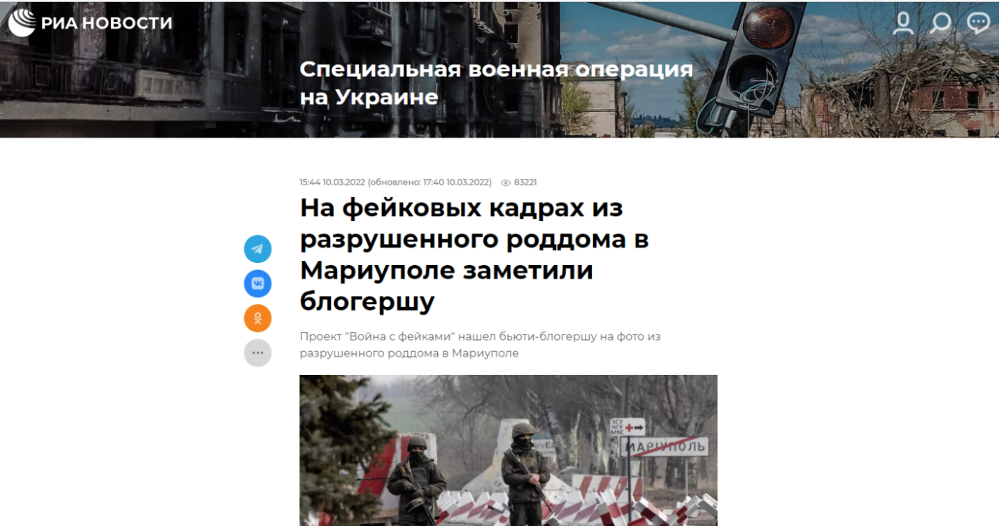 РИА НОВОСТИ
Специальная военная операция
на Украине
15:44 10.03.2022 (обновлено: 17:40 10.03.2022) 83221
На фейковых кадрах из
разрушенного роддома в
Мариуполе заметили
блогершу
Проект "Война с фейками" нашел бьюти-блогершу на фото из
разрушенного роддома в Мариуполе
ЗСУ
НГУ
МВС
МАРІУПОЛЬ